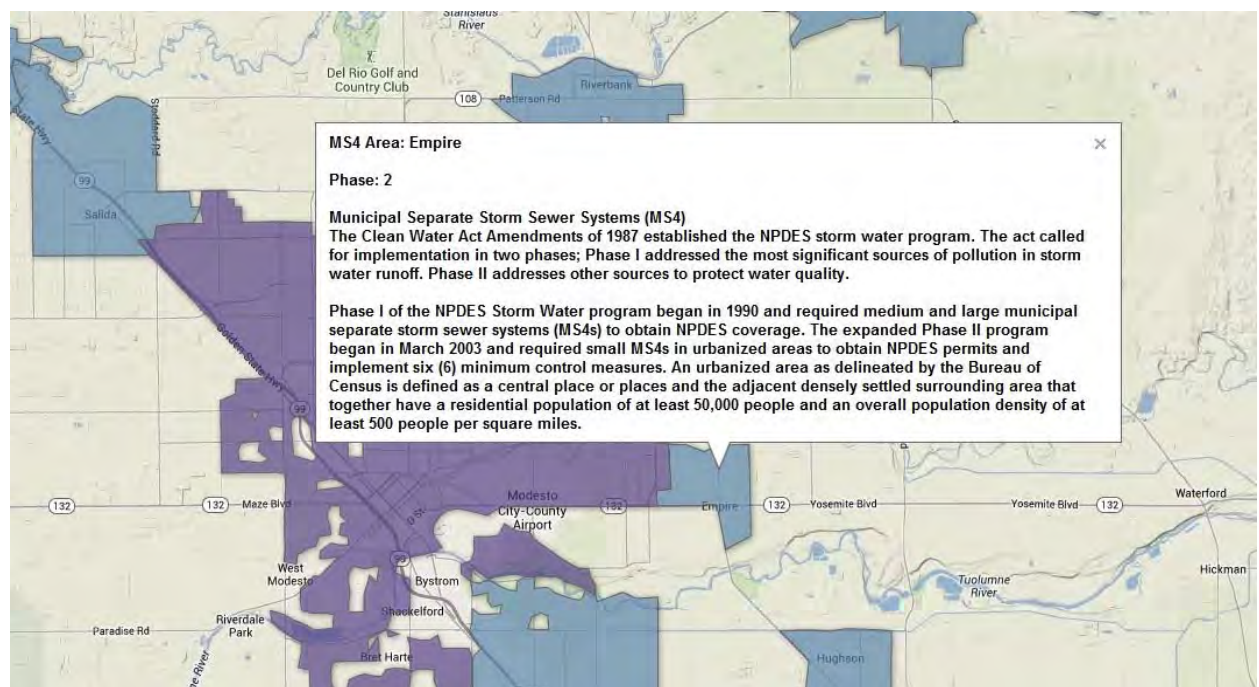 Stanislaus
River
Del Rio Golf and
Country Club
Riverbank
108
Patterson Rd
Stoddard Rd
State Hwy
99
Salida
MS4 Area: Empire
×
Phase: 2
Municipal Separate Storm Sewer Systems (MS4)
The Clean Water Act Amendments of 1987 established the NPDES storm water program. The act called
for implementation in two phases; Phase I addressed the most significant sources of pollution in storm
water runoff. Phase II addresses other sources to protect water quality.
Phase I of the NPDES Storm Water program began in 1990 and required medium and large municipal
separate storm sewer systems (MS4s) to obtain NPDES coverage. The expanded Phase II program
began in March 2003 and required small MS4s in urbanized areas to obtain NPDES permits and
implement six (6) minimum control measures. An urbanized area as delineated by the Bureau of
Census is defined as a central place or places and the adjacent densely settled surrounding area that
together have a residential population of at least 50,000 people and an overall population density of at
least 500 people per square miles.
Golden State Hwy
99
132
132
Maze Blvd
D St
Modesto
City-County
Airport
132
Empire
132
Yosemite Blvd
Yosemite Blvd
132
Waterford
99
West
Modesto
Bystrom
Tuolumne
River
Hickman
Shackelford
Riverdale
Park
Paradise Rd
Bret Harte
Hughson
River